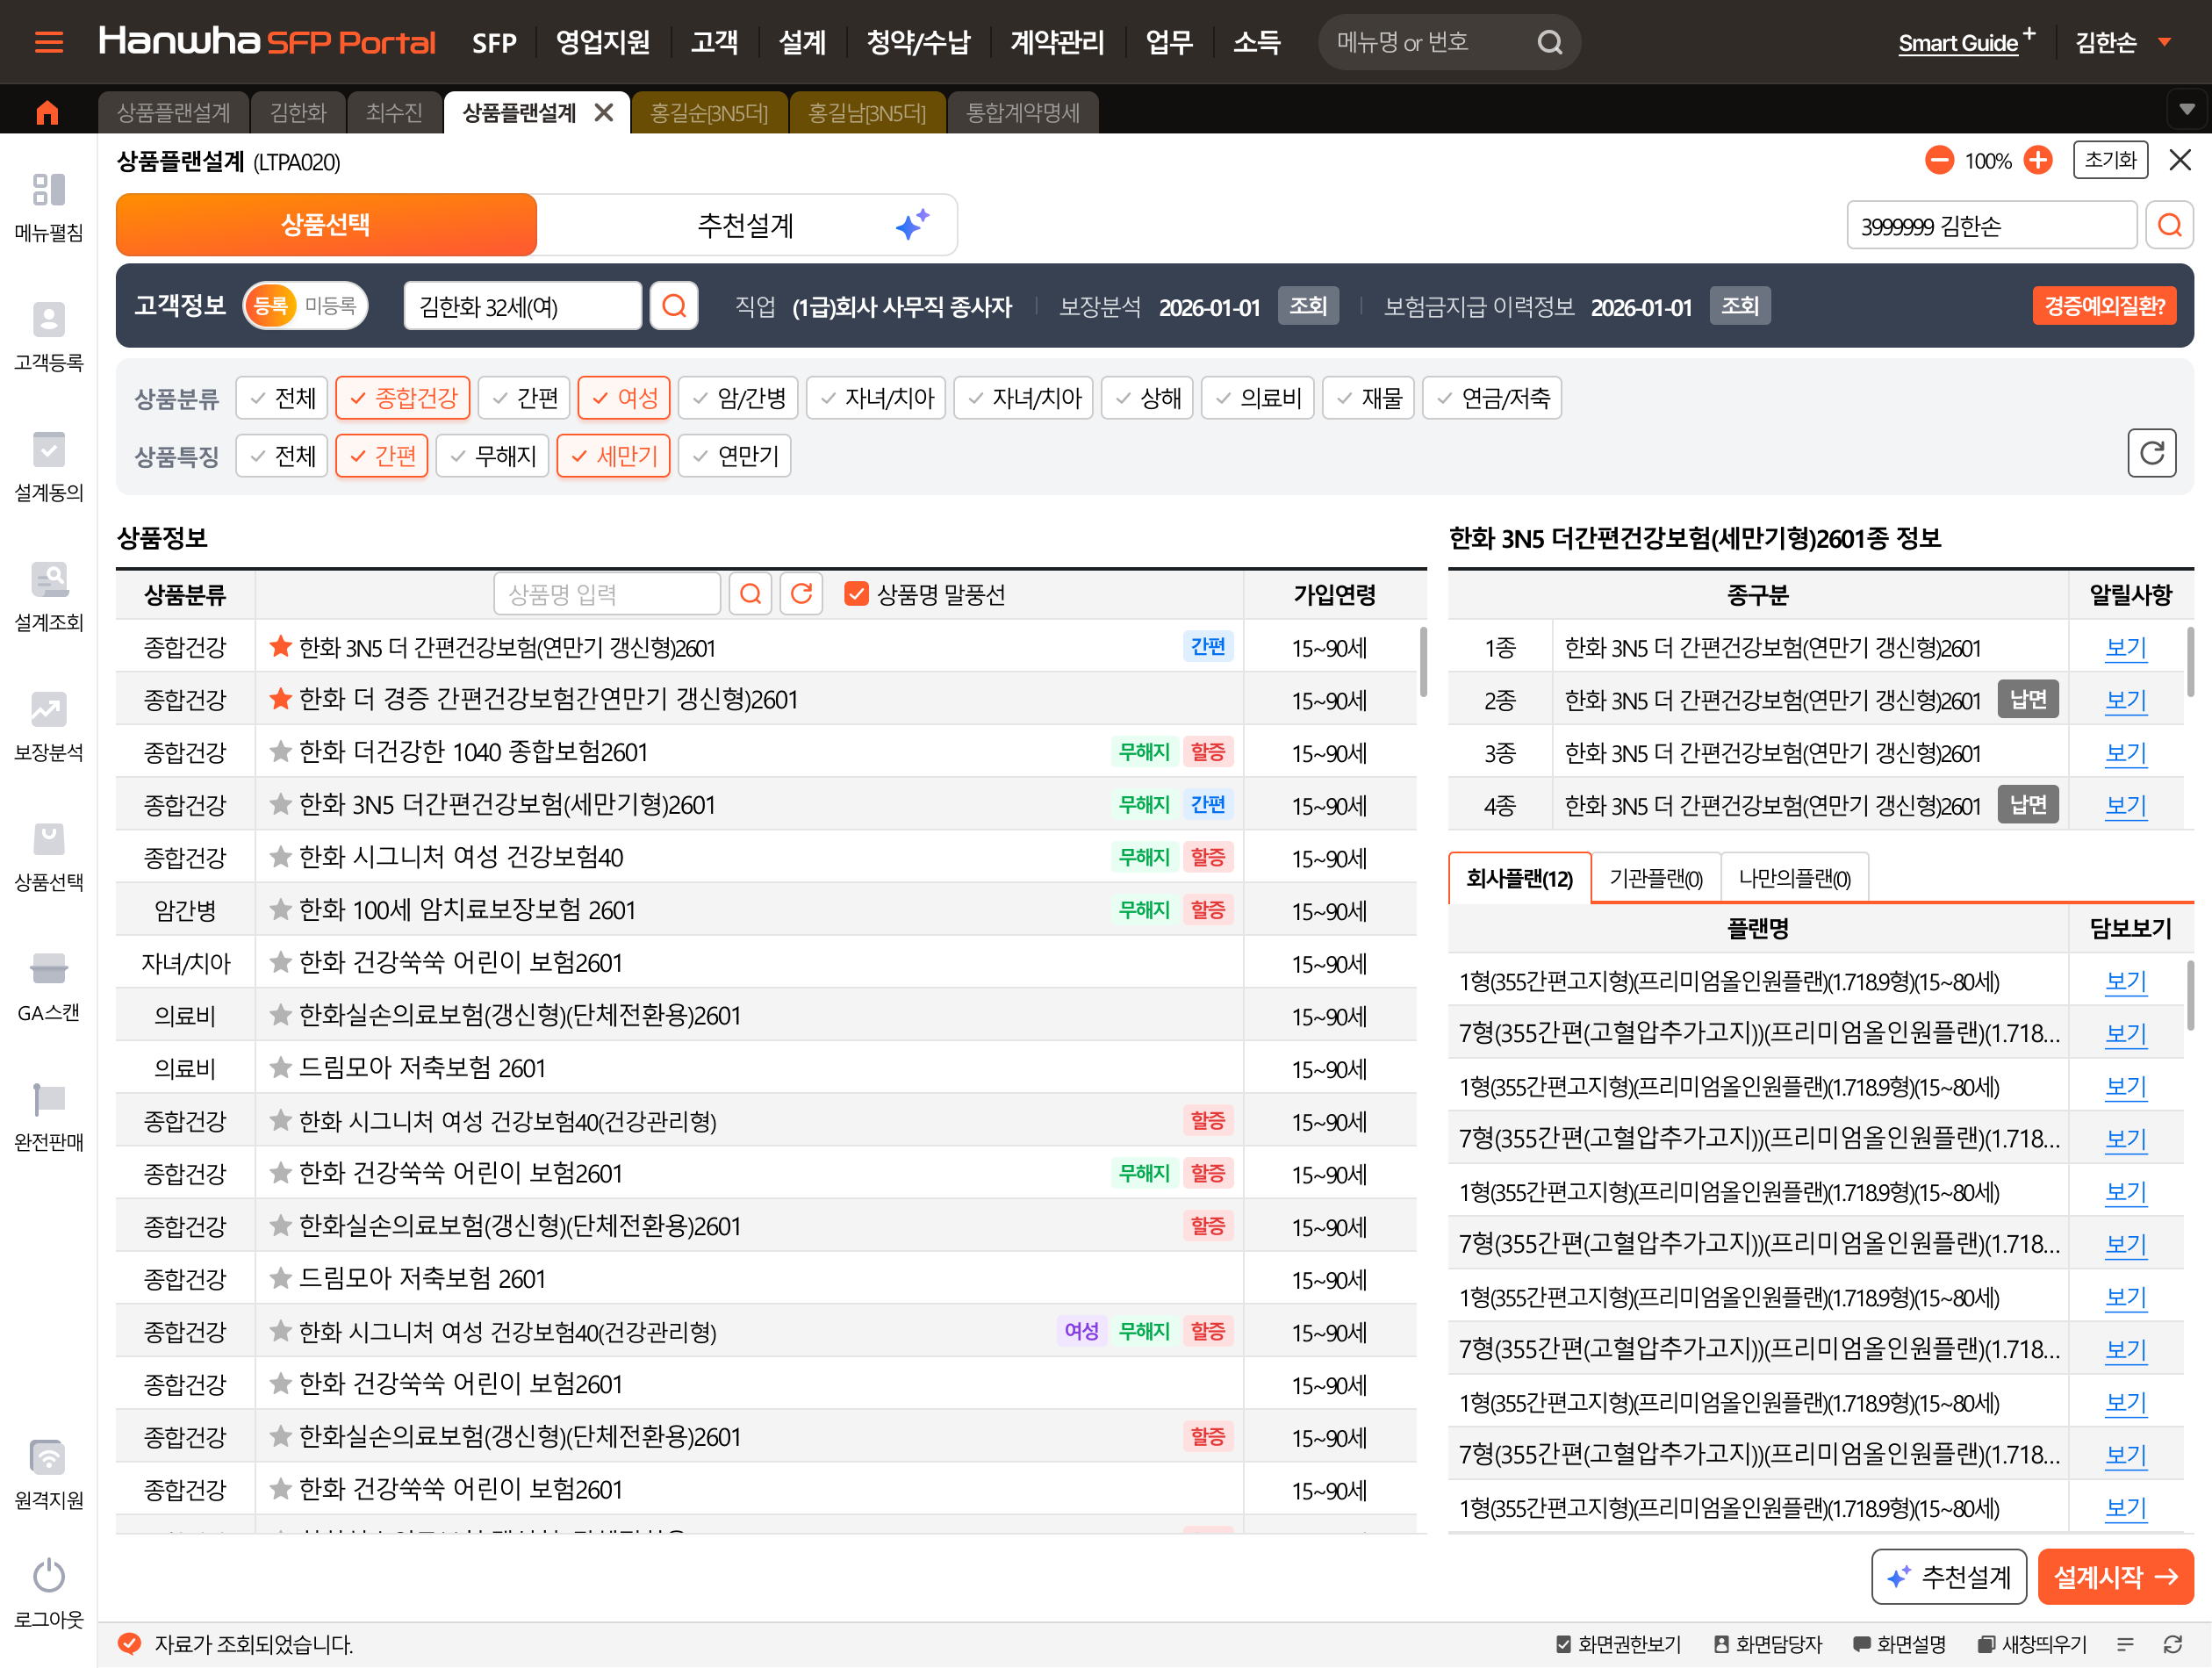 Hanwha SFP Portal SFP 영업지원 고객 설계 청약/수납 계약관리 업무 소득 메뉴명 or 번호 Smart Guide+ 김한손
상품플랜설계 김한화 최수진 상품플랜설계 홍길순[3N5더] 홍길남[3N5더] 통합계약명세
메뉴펼침
고객등록
설계동의
설계조회
보장분석
상품선택
GA스캔
완전판매
원격지원
로그아웃
상품플랜설계 (LTPA020) 100% 초기화
상품선택 추천설계 3999999 김한손
고객정보 등록 미등록 김한화 32세(여) 직업 (1급)회사 사무직 종사자 보장분석 2026-01-01 조회 보험금지급 이력정보 2026-01-01 조회 경증예외질환?
상품분류 전체 종합건강 간편 여성 암/간병 자녀/치아 자녀/치아 상해 의료비 재물 연금/저축
상품특징 전체 간편 무해지 세만기 연만기
상품정보
상품분류 상품명 입력 상품명 말풍선 가입연령
종합건강 한화 3N5 더 간편건강보험(연만기 갱신형)2601 간편 15~90세
종합건강 한화 더 경증 간편건강보험간연만기 갱신형)2601 15~90세
종합건강 한화 더건강한 1040 종합보험2601 무해지 할증 15~90세
종합건강 한화 3N5 더간편건강보험(세만기형)2601 무해지 간편 15~90세
종합건강 한화 시그니처 여성 건강보험40 무해지 할증 15~90세
암간병 한화 100세 암치료보장보험 2601 무해지 할증 15~90세
자녀/치아 한화 건강쑥쑥 어린이 보험2601 15~90세
의료비 한화실손의료보험(갱신형)(단체전환용)2601 15~90세
의료비 드림모아 저축보험 2601 15~90세
종합건강 한화 시그니처 여성 건강보험40(건강관리형) 할증 15~90세
종합건강 한화 건강쑥쑥 어린이 보험2601 무해지 할증 15~90세
종합건강 한화실손의료보험(갱신형)(단체전환용)2601 할증 15~90세
종합건강 드림모아 저축보험 2601 15~90세
종합건강 한화 시그니처 여성 건강보험40(건강관리형) 여성 무해지 할증 15~90세
종합건강 한화 건강쑥쑥 어린이 보험2601 15~90세
종합건강 한화실손의료보험(갱신형)(단체전환용)2601 할증 15~90세
종합건강 한화 건강쑥쑥 어린이 보험2601 15~90세
한화 3N5 더간편건강보험(세만기형)2601종 정보
종구분 알릴사항
1종 한화 3N5 더 간편건강보험(연만기 갱신형)2601 보기
2종 한화 3N5 더 간편건강보험(연만기 갱신형)2601 납면 보기
3종 한화 3N5 더 간편건강보험(연만기 갱신형)2601 보기
4종 한화 3N5 더 간편건강보험(연만기 갱신형)2601 납면 보기
회사플랜(12) 기관플랜(0) 나만의플랜(0)
플랜명 담보보기
1형(355간편고지형)(프리미엄올인원플랜)(1.718.9형)(15~80세) 보기
7형(355간편(고혈압추가고지))(프리미엄올인원플랜)(1.718... 보기
1형(355간편고지형)(프리미엄올인원플랜)(1.718.9형)(15~80세) 보기
7형(355간편(고혈압추가고지))(프리미엄올인원플랜)(1.718... 보기
1형(355간편고지형)(프리미엄올인원플랜)(1.718.9형)(15~80세) 보기
7형(355간편(고혈압추가고지))(프리미엄올인원플랜)(1.718... 보기
1형(355간편고지형)(프리미엄올인원플랜)(1.718.9형)(15~80세) 보기
7형(355간편(고혈압추가고지))(프리미엄올인원플랜)(1.718... 보기
1형(355간편고지형)(프리미엄올인원플랜)(1.718.9형)(15~80세) 보기
7형(355간편(고혈압추가고지))(프리미엄올인원플랜)(1.718... 보기
1형(355간편고지형)(프리미엄올인원플랜)(1.718.9형)(15~80세) 보기
추천설계 설계시작
자료가 조회되었습니다. 화면권한보기 화면담당자 화면설명 새창띄우기